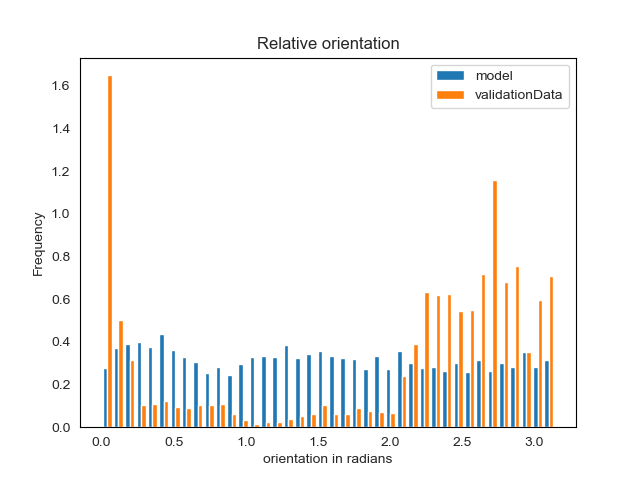 Relative orientation
model
validationData
1.6
1.4
1.2
1.0
0.8
0.6
0.4
0.2
0.0
Frequency
0.0 0.5 1.0 1.5 2.0 2.5 3.0
orientation in radians